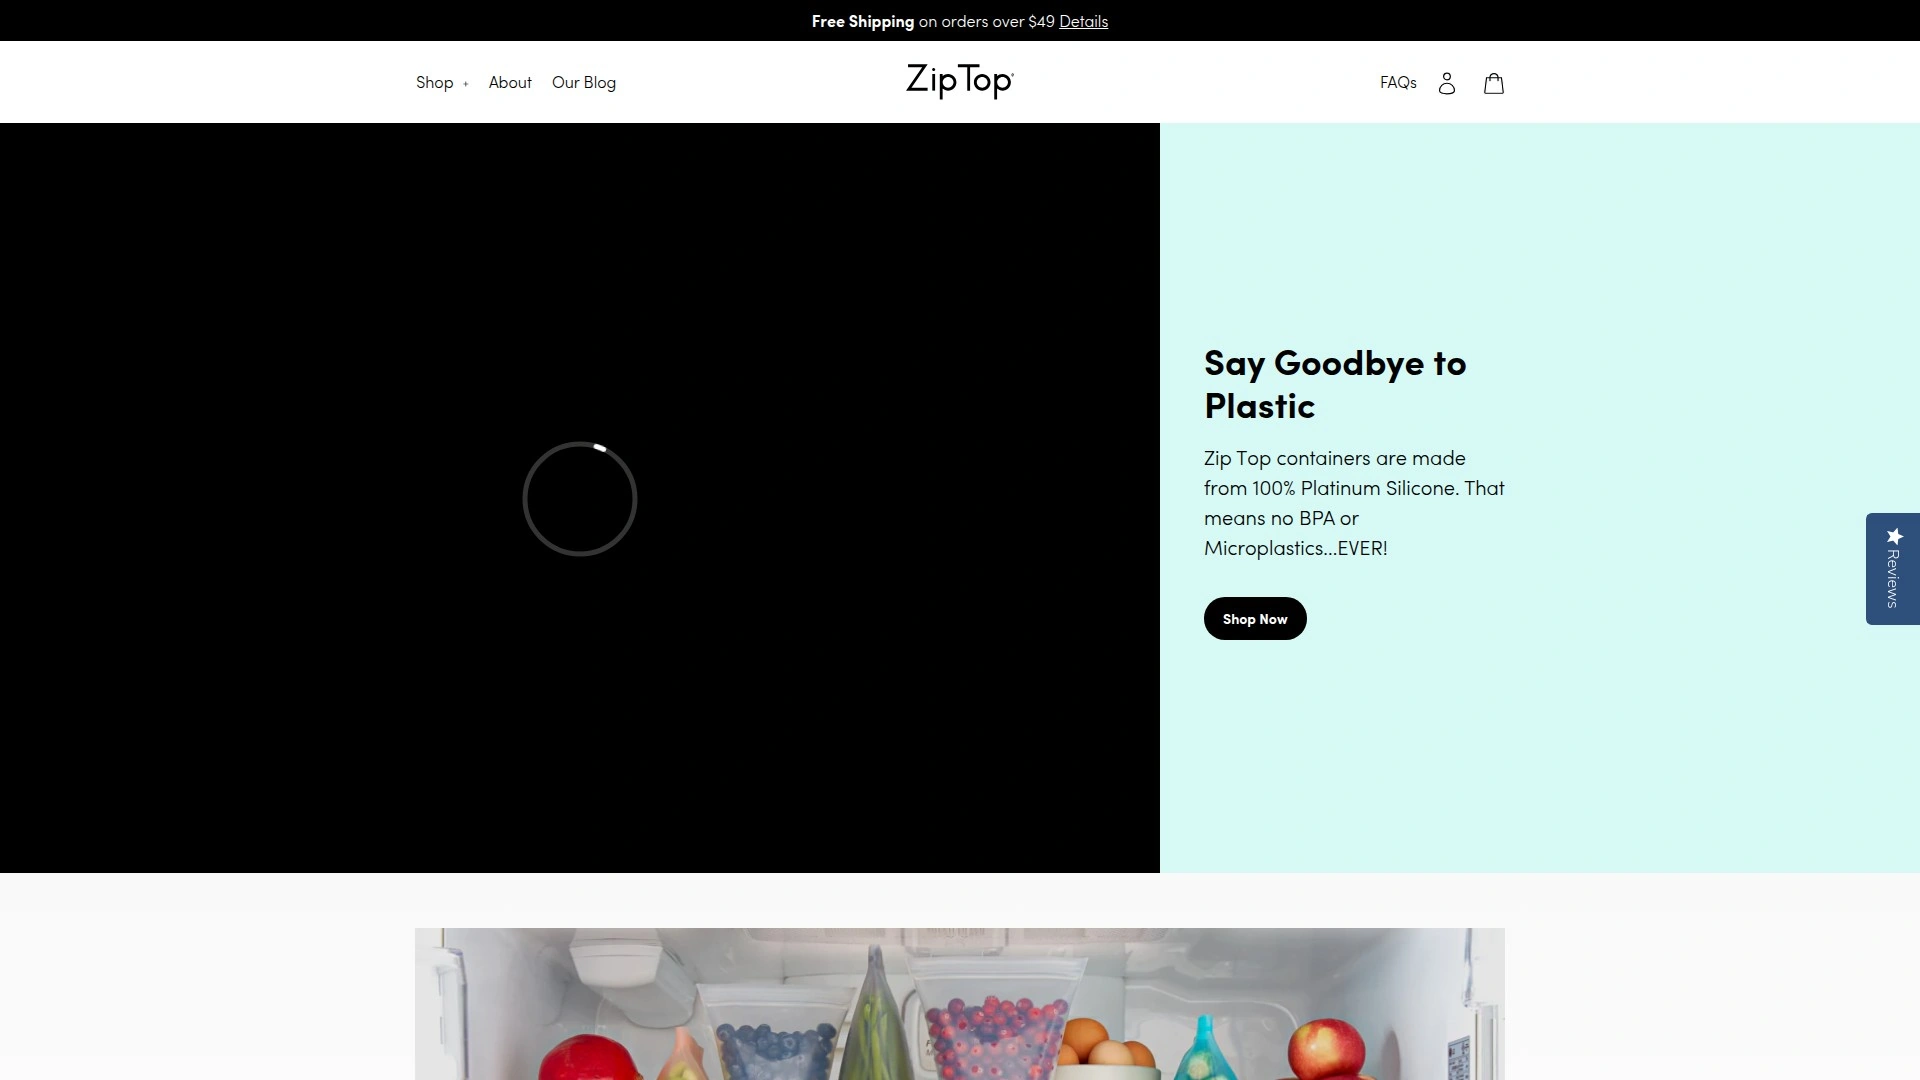 Free Shipping on orders over $49 Details
Shop + About Our Blog
ZipTop
FAQs
Say Goodbye to
Plastic
Zip Top containers are made
from 100% Platinum Silicone. That
means no BPA or
Microplastics...EVER!
Shop Now
Reviews